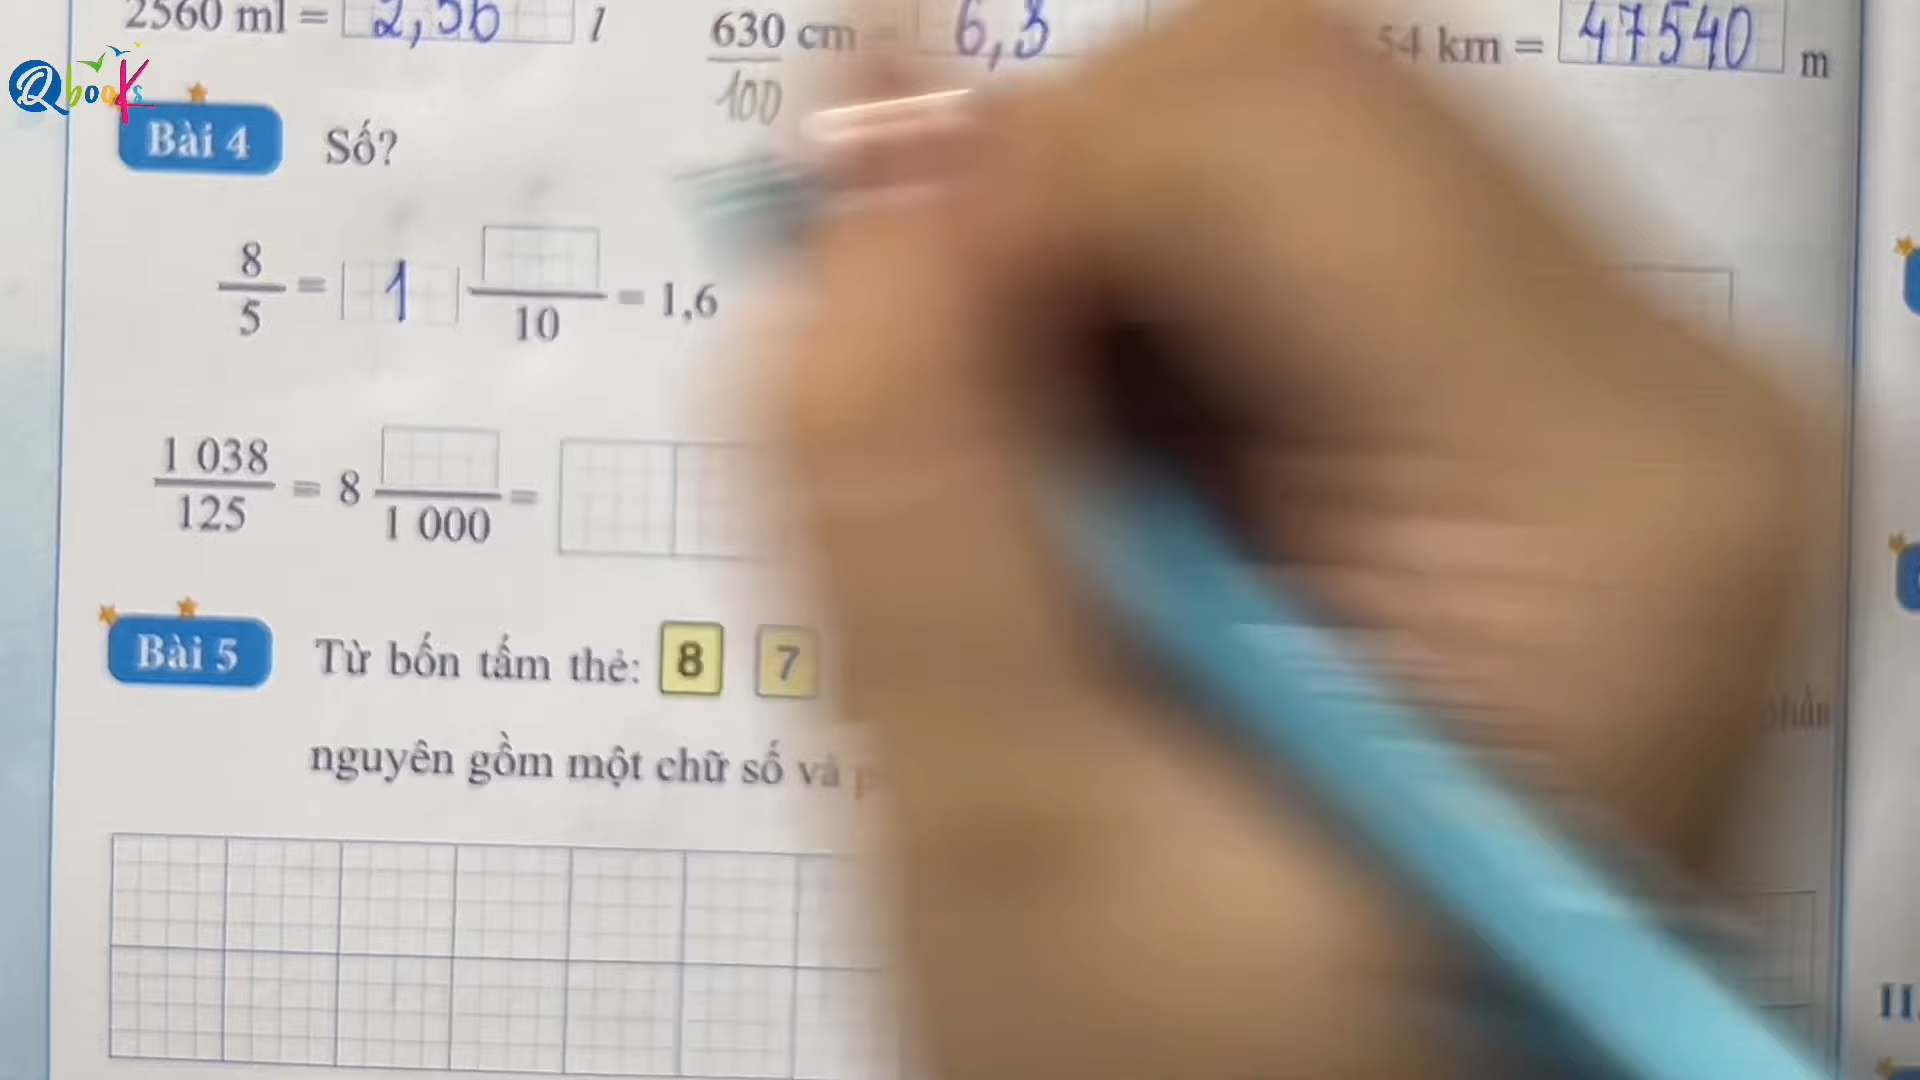 2560 ml = 2,56 l
630 cm = 6,3
54 km = 47540 m
100
Qbooks
Bài 4 Số?
8/5 = 1 /10 = 1,6
1 038/125 = 8 /1 000 =
Bài 5 Từ bốn tấm thẻ: 8 7
phần
nguyên gồm một chữ số và
II.